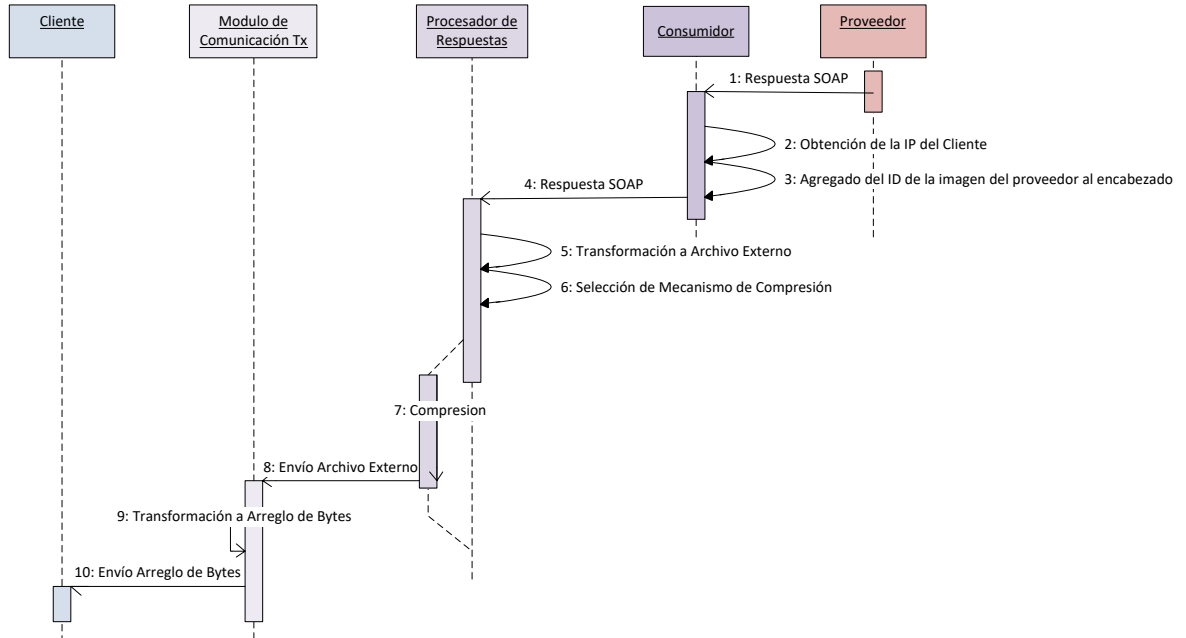 Cliente
Modulo de
Comunicación Tx
Procesador de
Respuestas
Consumidor
Proveedor
1: Respuesta SOAP
2: Obtención de la IP del Cliente
3: Agregado del ID de la imagen del proveedor al encabezado
4: Respuesta SOAP
5: Transformación a Archivo Externo
6: Selección de Mecanismo de Compresión
7: Compresion
8: Envío Archivo Externo
9: Transformación a Arreglo de Bytes
10: Envío Arreglo de Bytes